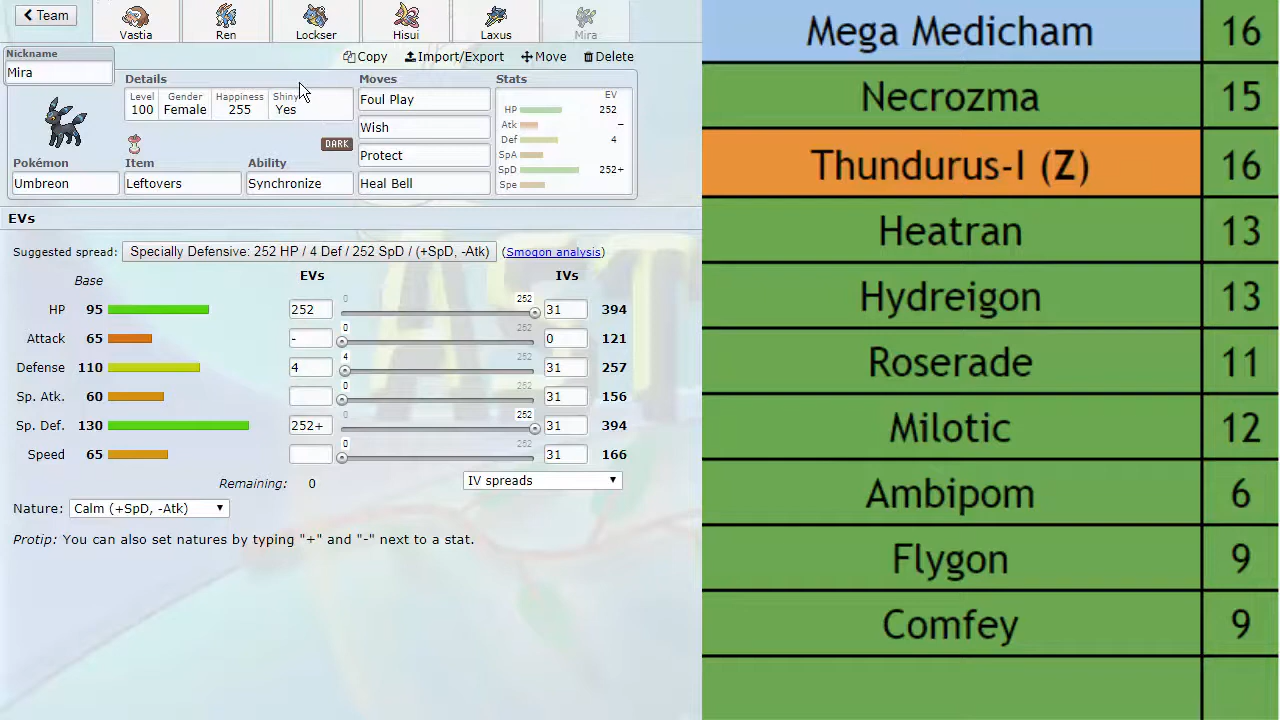 Team
Vastia Ren Lockser Hisui Laxus Mira
Nickname
Mira
Copy Import/Export Move Delete
Details Moves Stats
Level Gender Happiness Shiny
100 Female 255 Yes
DARK
Pokémon Item Ability
Umbreon Leftovers Synchronize
Foul Play
Wish
Protect
Heal Bell
EV
HP 252
Atk –
Def 4
SpA
SpD 252+
Spe
EVs
Suggested spread: Specially Defensive: 252 HP / 4 Def / 252 SpD / (+SpD, -Atk) (Smogon analysis)
Base EVs IVs
HP 95 252 0 252 31 394
Attack 65 - 0 252 0 121
Defense 110 4 4 252 31 257
Sp. Atk. 60 0 252 31 156
Sp. Def. 130 252+ 0 252 31 394
Speed 65 0 252 31 166
Remaining: 0 IV spreads
Nature: Calm (+SpD, -Atk)
Protip: You can also set natures by typing "+" and "-" next to a stat.
Mega Medicham 16
Necrozma 15
Thundurus-I (Z) 16
Heatran 13
Hydreigon 13
Roserade 11
Milotic 12
Ambipom 6
Flygon 9
Comfey 9